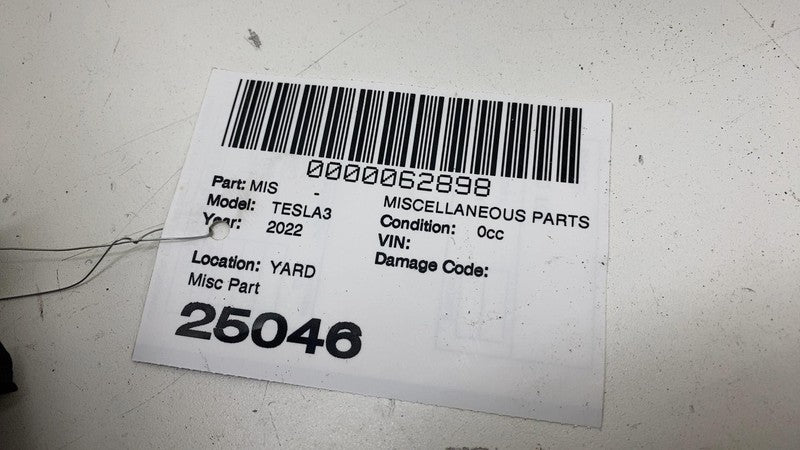 0000062898
Part: MIS - MISCELLANEOUS PARTS
Model: TESLA3 Condition: 0cc
Year: 2022 VIN:
Damage Code:
Location: YARD
Misc Part
25046